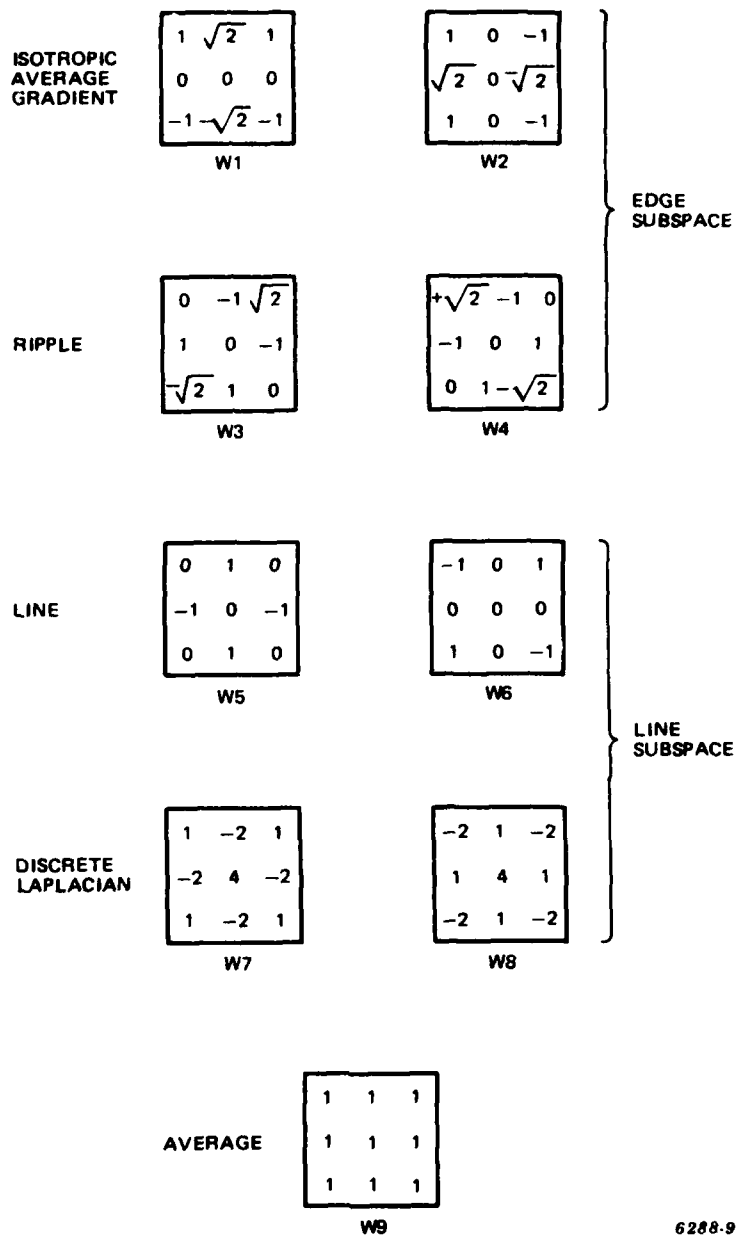 ISOTROPIC
AVERAGE
GRADIENT
1 √2 1
0 0 0
-1 -√2 -1
W1
1 0 -1
√2 0 -√2
1 0 -1
W2
EDGE
SUBSPACE
RIPPLE
0 -1 √2
1 0 -1
-√2 1 0
W3
+√2 -1 0
-1 0 1
0 1 -√2
W4
LINE
0 1 0
-1 0 -1
0 1 0
W5
-1 0 1
0 0 0
1 0 -1
W6
LINE
SUBSPACE
DISCRETE
LAPLACIAN
1 -2 1
-2 4 -2
1 -2 1
W7
-2 1 -2
1 4 1
-2 1 -2
W8
AVERAGE
1 1 1
1 1 1
1 1 1
W9
6288-9